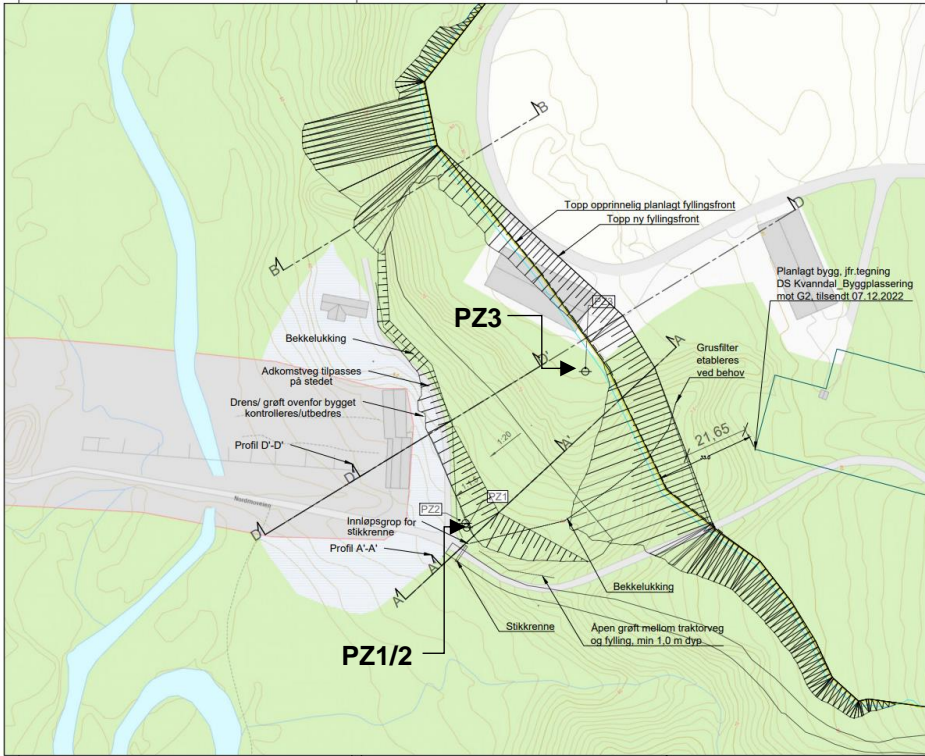 B
Topp opprinnelig planlagt fyllingsfront
D
Topp ny fyllingsfront
B
Planlagt bygg, jfr.tegning
DS Kvanndal_Byggplassering
mot G2, tilsendt 07.12.2022
PZ3
PZ3
Bekkelukking
A
Grusfilter
etableres
ved behov
D'
Adkomstveg tilpasses
på stedet
Drens/ grøft ovenfor bygget
kontrolleres/utbedres
21,65
1:20
A'
Profil D'-D'
D'
PZ1
PZ2
Innløpsgrop for
stikkrenne
D
Profil A'-A'
A'
Bekkelukking
A
Stikkrenne
Åpen grøft mellom traktorveg
og fylling, min 1,0 m dyp
PZ1/2